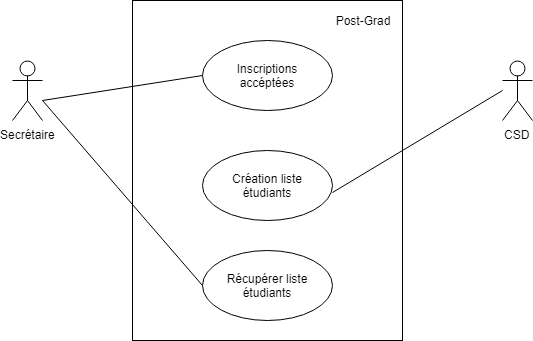 Post-Grad
Inscriptions
accéptées
Secrétaire
CSD
Création liste
étudiants
Récupérer liste
étudiants